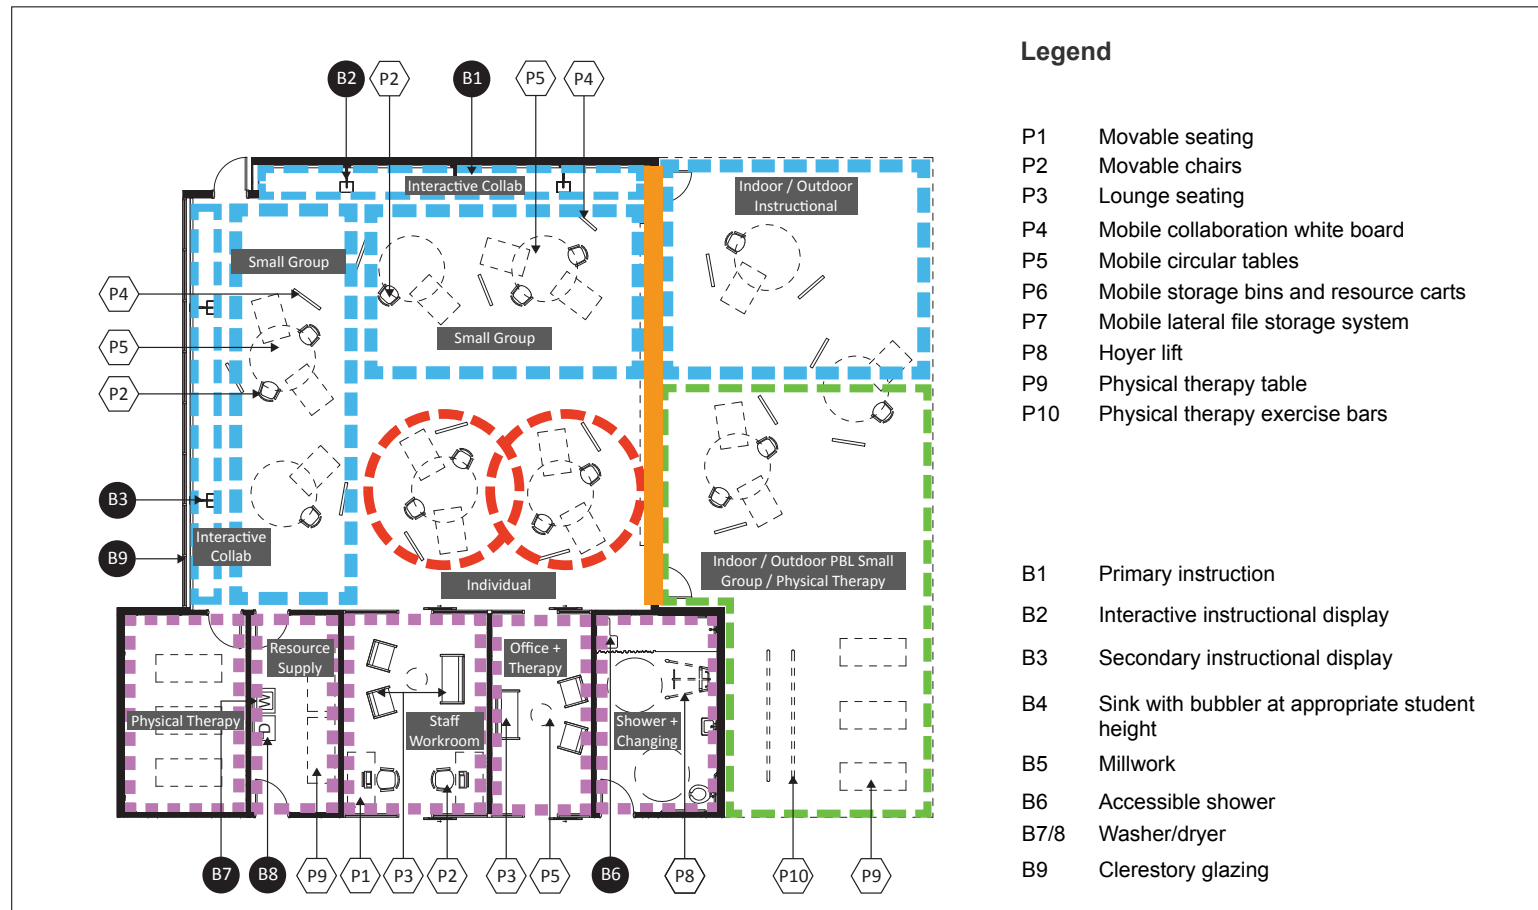 B2
P2
B1
P5
P4
Interactive Collab
Indoor / Outdoor
Instructional
Small Group
P4
Small Group
P5
P2
B3
Interactive
Collab
B9
Indoor / Outdoor PBL Small
Group / Physical Therapy
Individual
Resource
Supply
Office +
Therapy
W
D
Physical Therapy
Staff
Workroom
Shower +
Changing
B7
B8
P9
P1
P3
P2
P3
P5
B6
P8
P10
P9
Legend
P1 Movable seating
P2 Movable chairs
P3 Lounge seating
P4 Mobile collaboration white board
P5 Mobile circular tables
P6 Mobile storage bins and resource carts
P7 Mobile lateral file storage system
P8 Hoyer lift
P9 Physical therapy table
P10 Physical therapy exercise bars
B1 Primary instruction
B2 Interactive instructional display
B3 Secondary instructional display
B4 Sink with bubbler at appropriate student
height
B5 Millwork
B6 Accessible shower
B7/8 Washer/dryer
B9 Clerestory glazing